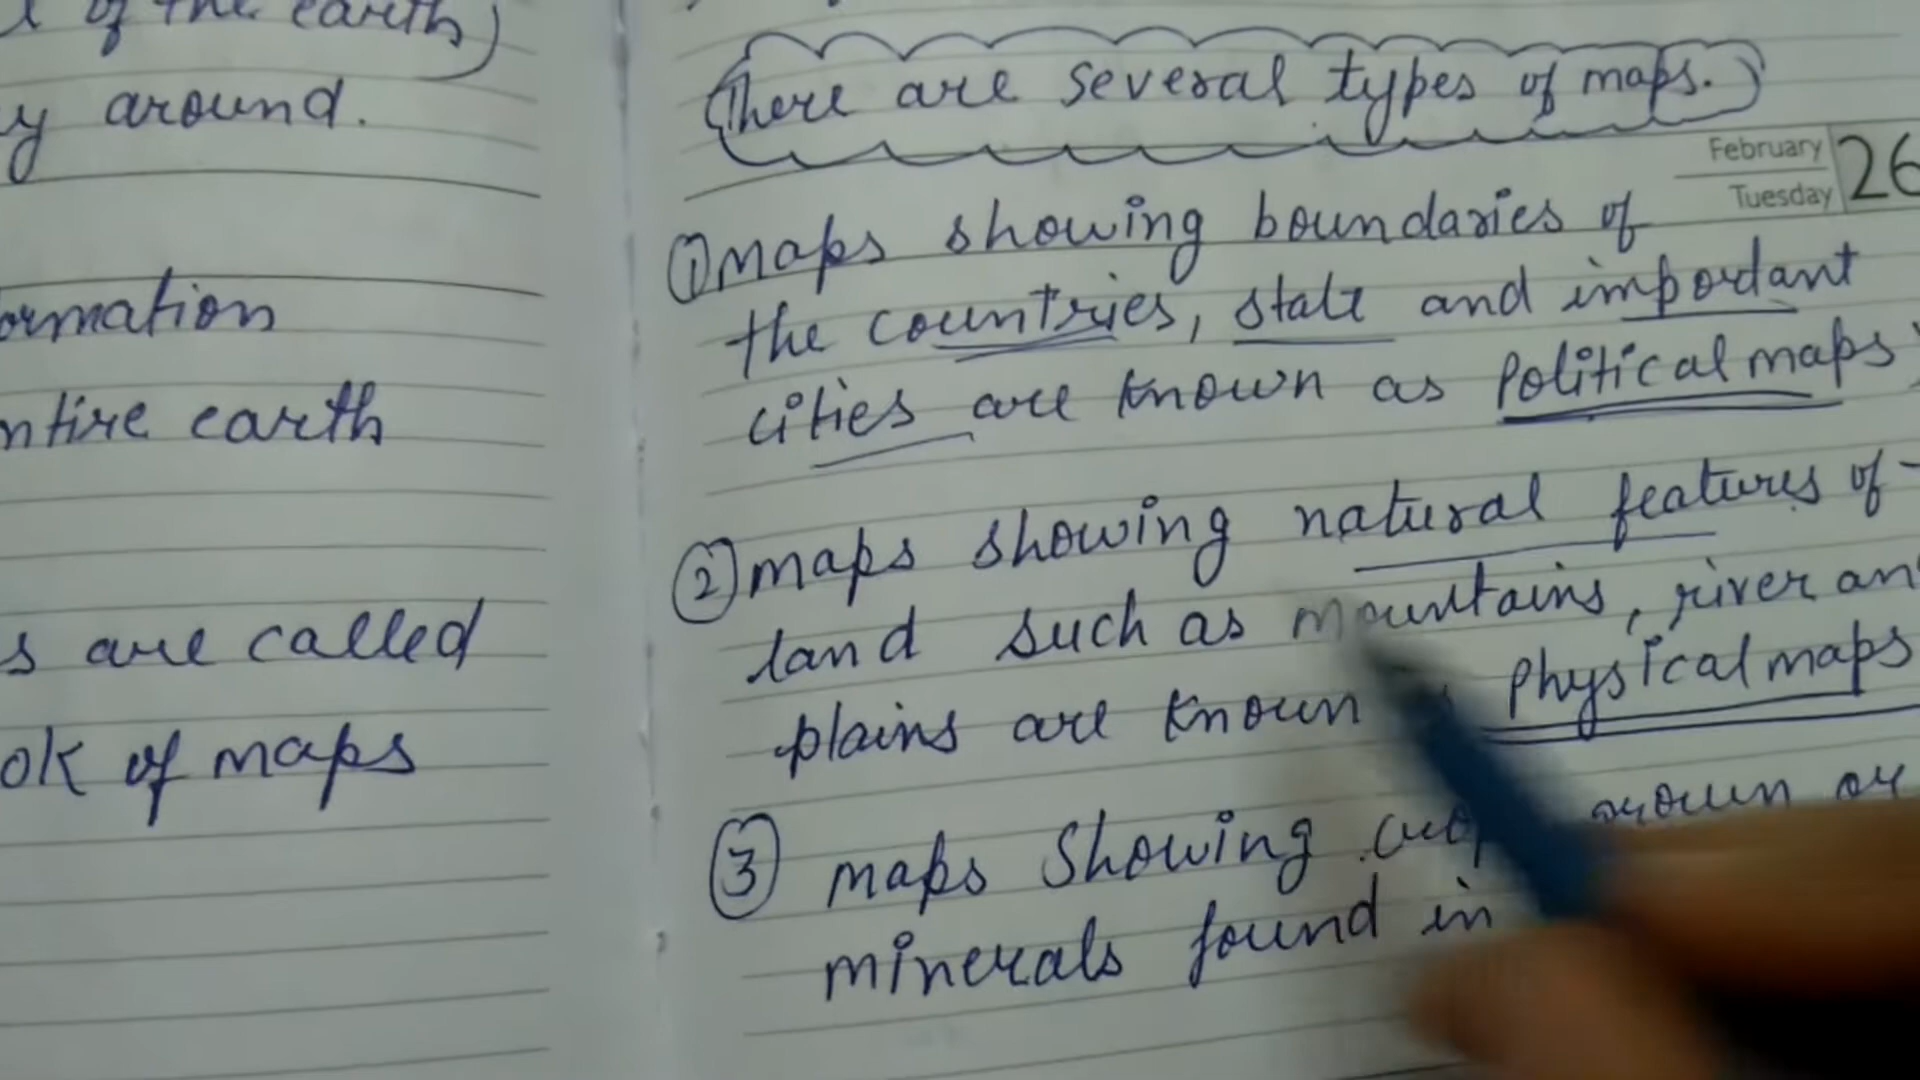 of the earth)
y around.
ormation
ntire earth
s are called
ok of maps
There are several types of maps.
February
Tuesday
26
① maps showing boundaries of
the countries, state and important
cities are known as Political maps
② maps showing natural features of
land such as mountains, river an
plains are known physical maps
③ maps showing grown or
minerals found in